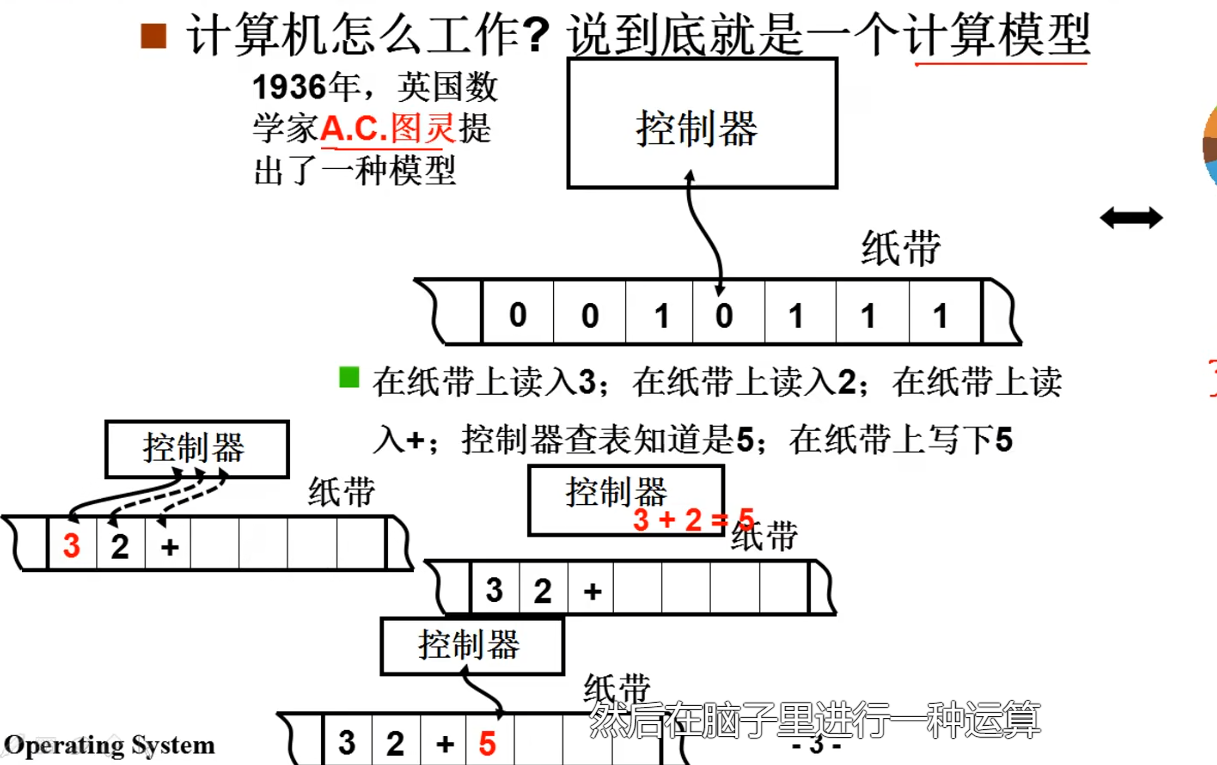 计算机怎么工作? 说到底就是一个计算模型
1936年，英国数
学家A.C.图灵提
出了一种模型
控制器
纸带
0 0 1 0 1 1 1
在纸带上读入3；在纸带上读入2；在纸带上读
入+；控制器查表知道是5；在纸带上写下5
控制器
纸带
3 2 +
控制器
3 + 2 = 5
纸带
3 2 +
控制器
纸带
3 2 + 5
然后在脑子里进行一种运算
Operating System
- 3 -